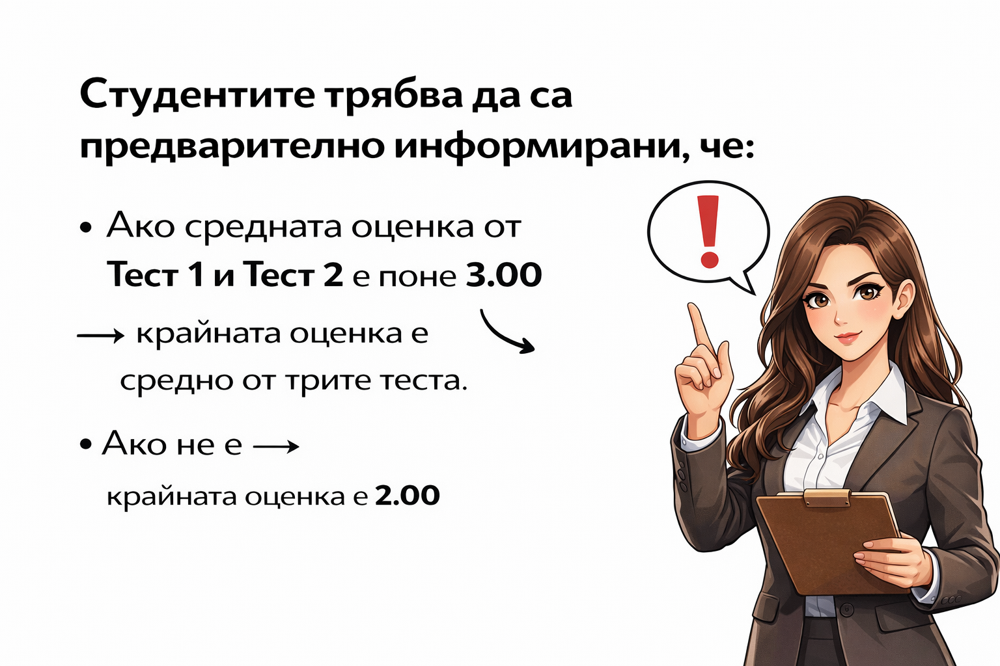 Студентите трябва да са
предварително информирани, че:
• Ако средната оценка от
Тест 1 и Тест 2 е поне 3.00
→ крайната оценка е
средно от трите теста.
• Ако не е →
крайната оценка е 2.00
!